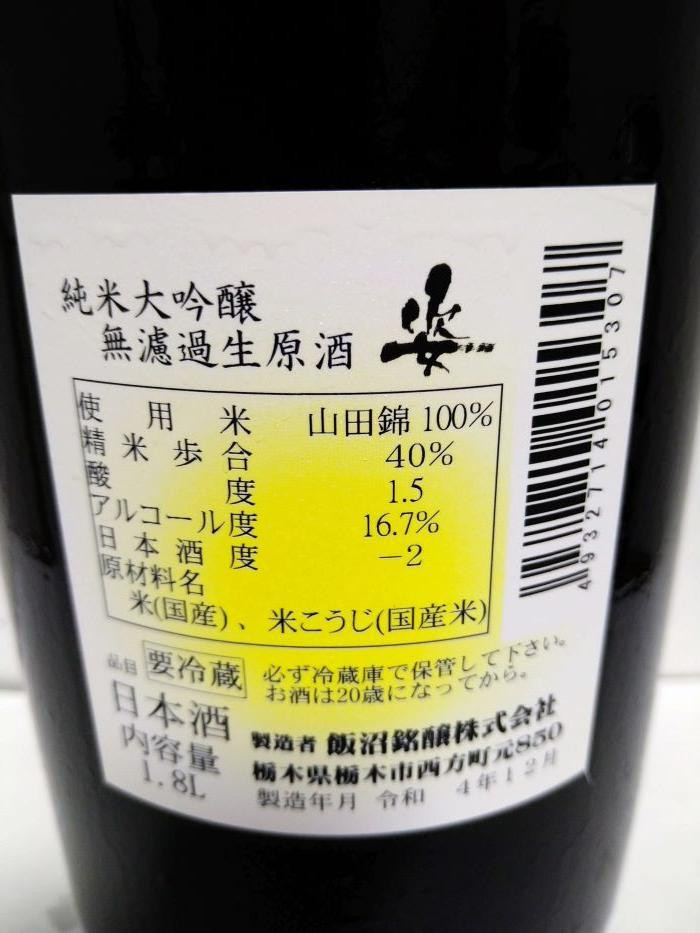 純米大吟醸
無濾過生原酒
姿
使用米 山田錦 100%
精米歩合 40%
酸度 1.5
アルコール度 16.7%
日本酒度 −2
原材料名
米(国産)、米こうじ(国産米)
品目 要冷蔵 必ず冷蔵庫で保管して下さい。
お酒は20歳になってから。
日本酒
内容量
1.8L
製造者 飯沼銘醸株式会社
栃木県栃木市西方町元850
製造年月 令和 4年12月
4932714015307